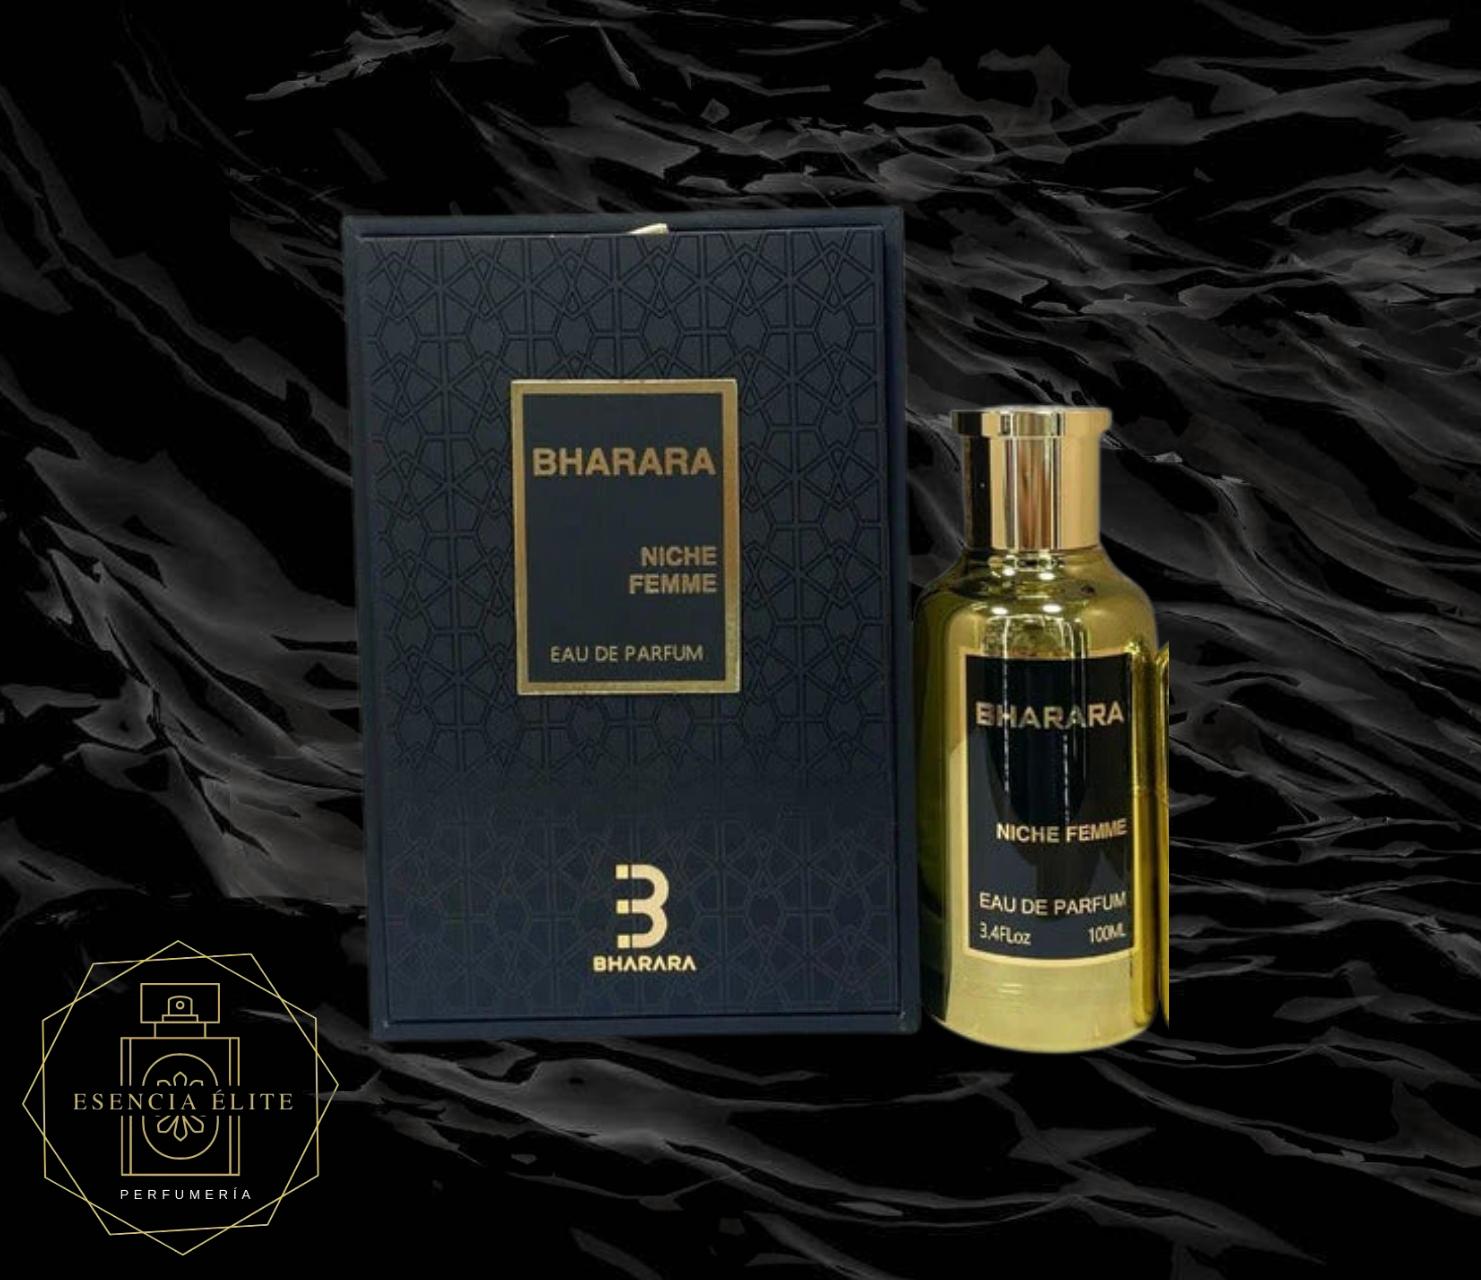 BHARARA
NICHE
FEMME
EAU DE PARFUM
BHARARA
BHARARA
NICHE FEMME
EAU DE PARFUM
3.4FLoz 100ML
ESENCIA ÉLITE
PERFUMERÍA